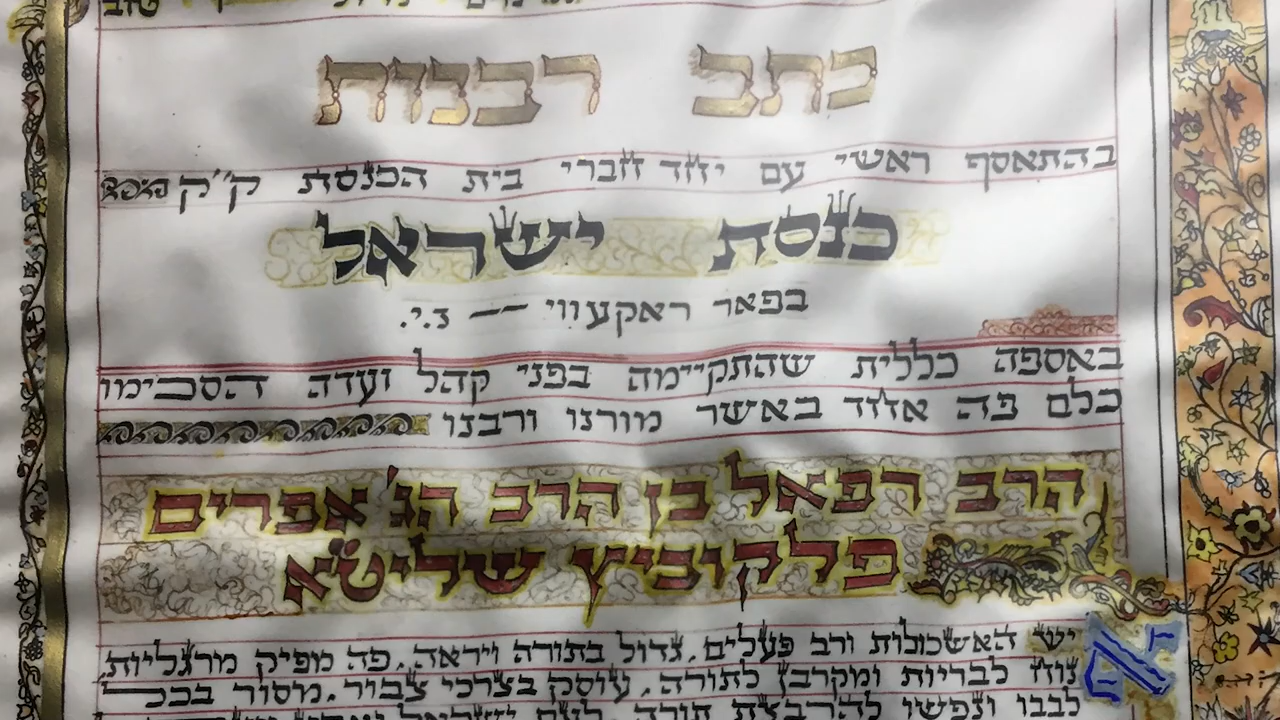 כתב רבנות
בהתאסף ראשי עם יחד חברי בית הכנסת ק"ק
כנסת ישראל
בפאר ראקעווי — נ.י.
באספה כללית שהתקיימה בפני קהל ועדה הסכימו
כלם פה אחד באשר מורנו ורבנו
הרב רפאל בן הרב הג' אפרים
פלקוביץ שליט"א
איש האשכולות ורב פעלים, גדול בתורה ויראה, פה מפיק מרגליות,
נוח לבריות ומקרבן לתורה, עוסק בצרכי צבור, מסור בכל
לבבו ונפשו להרבצת תורה